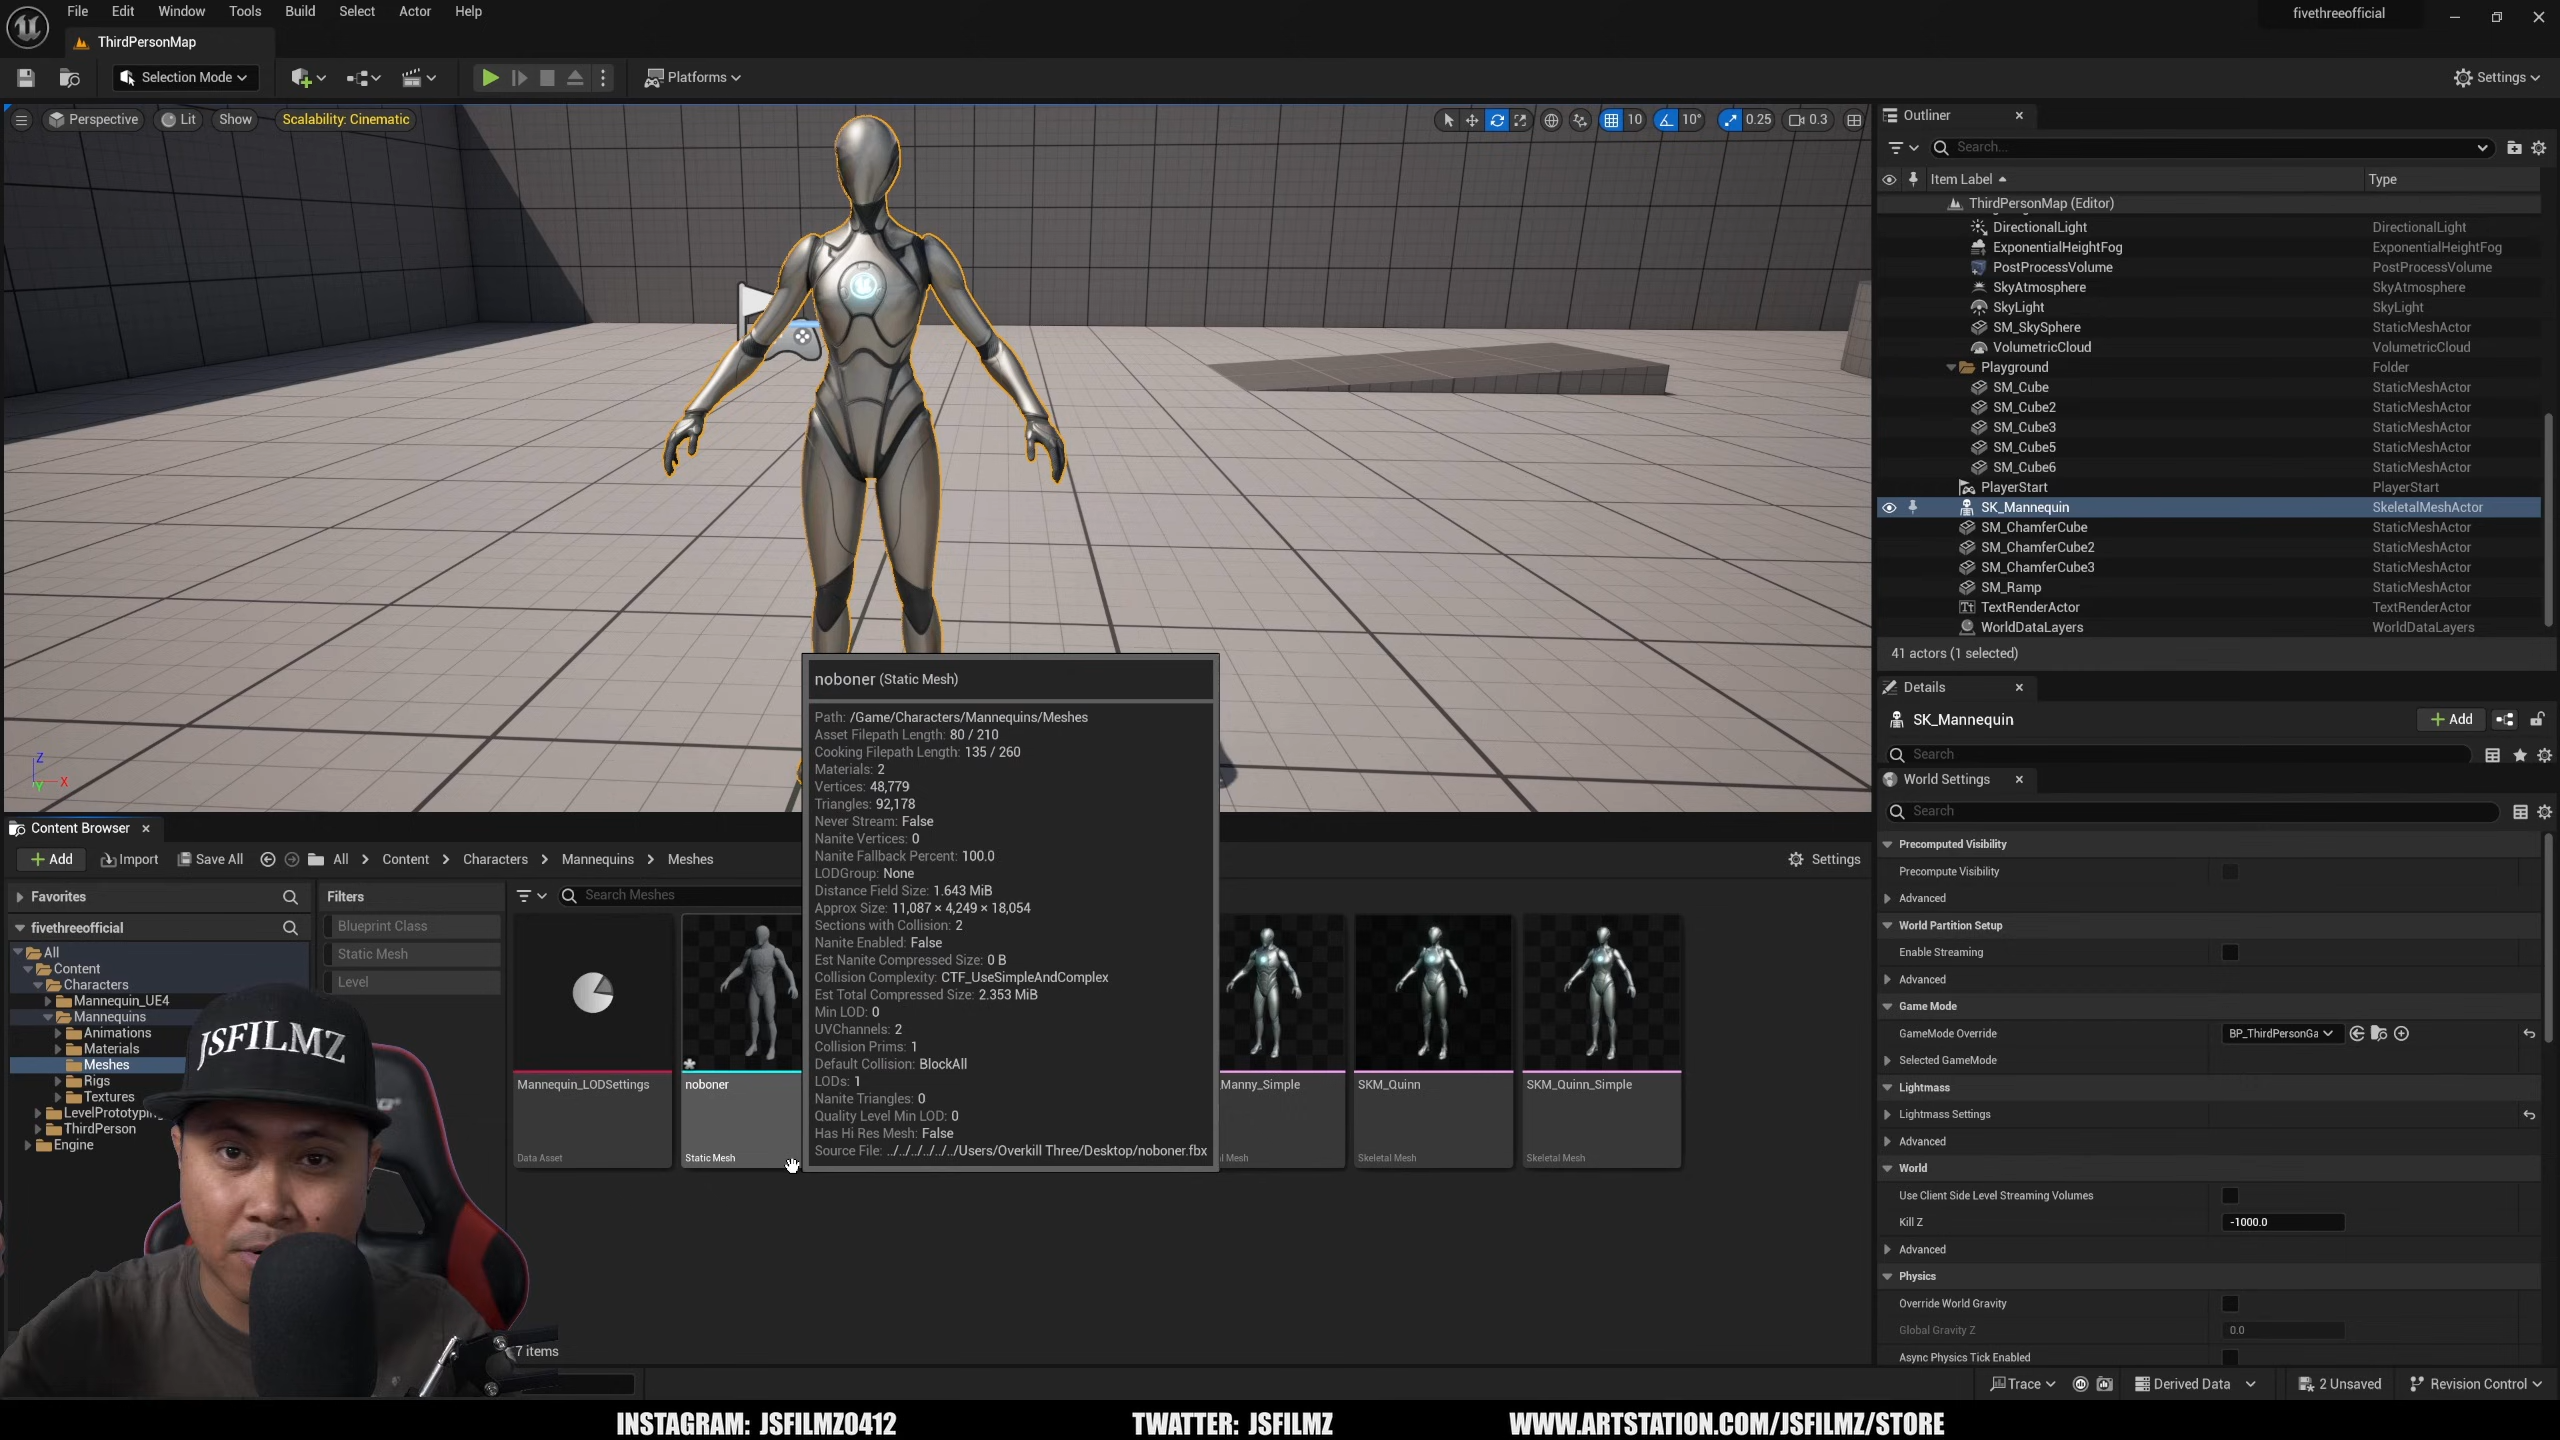 File Edit Window Tools Build Select Actor Help
fivethreeofficial
ThirdPersonMap
Selection Mode
Platforms
Settings
Perspective Lit Show Scalability: Cinematic
10 10° 0.25 0.3
Outliner
Search...
Item Label Type
ThirdPersonMap (Editor)
DirectionalLight DirectionalLight
ExponentialHeightFog ExponentialHeightFog
PostProcessVolume PostProcessVolume
SkyAtmosphere SkyAtmosphere
SkyLight SkyLight
SM_SkySphere StaticMeshActor
VolumetricCloud VolumetricCloud
Playground Folder
SM_Cube StaticMeshActor
SM_Cube2 StaticMeshActor
SM_Cube3 StaticMeshActor
SM_Cube5 StaticMeshActor
SM_Cube6 StaticMeshActor
PlayerStart PlayerStart
SK_Mannequin SkeletalMeshActor
SM_ChamferCube StaticMeshActor
SM_ChamferCube2 StaticMeshActor
SM_ChamferCube3 StaticMeshActor
SM_Ramp StaticMeshActor
TextRenderActor TextRenderActor
WorldDataLayers WorldDataLayers
41 actors (1 selected)
Details
SK_Mannequin
Add
Search
World Settings
Search
Precomputed Visibility
Precompute Visibility
Advanced
World Partition Setup
Enable Streaming
Advanced
Game Mode
GameMode Override BP_ThirdPersonGa
Selected GameMode
Lightmass
Lightmass Settings
Advanced
World
Use Client Side Level Streaming Volumes
Kill Z -1000.0
Advanced
Physics
Override World Gravity
Global Gravity Z 0.0
Async Physics Tick Enabled
Z
Y
X
noboner (Static Mesh)
Path: /Game/Characters/Mannequins/Meshes
Asset Filepath Length: 80 / 210
Cooking Filepath Length: 135 / 260
Materials: 2
Vertices: 48,779
Triangles: 92,178
Never Stream: False
Nanite Vertices: 0
Nanite Fallback Percent: 100.0
LODGroup: None
Distance Field Size: 1.643 MiB
Approx Size: 11,087 × 4,249 × 18,054
Sections with Collision: 2
Nanite Enabled: False
Est Nanite Compressed Size: 0 B
Collision Complexity: CTF_UseSimpleAndComplex
Est Total Compressed Size: 2.353 MiB
Min LOD: 0
UVChannels: 2
Collision Prims: 1
Default Collision: BlockAll
LODs: 1
Nanite Triangles: 0
Quality Level Min LOD: 0
Has Hi Res Mesh: False
Source File: ../../../../../../Users/Overkill Three/Desktop/noboner.fbx
Content Browser
Add Import Save All All Content Characters Mannequins Meshes
Settings
Favorites
fivethreeofficial
All
Content
Characters
Mannequin_UE4
Mannequins
Animations
Materials
Meshes
Rigs
Textures
LevelPrototyping
ThirdPerson
Engine
Filters
Blueprint Class
Static Mesh
Level
Search Meshes
Mannequin_LODSettings
Data Asset
noboner
Static Mesh
Manny_Simple
l Mesh
SKM_Quinn
Skeletal Mesh
SKM_Quinn_Simple
Skeletal Mesh
7 items
JSFILMZ
Trace Derived Data 2 Unsaved Revision Control
INSTAGRAM: JSFILMZ0412 TWATTER: JSFILMZ WWW.ARTSTATION.COM/JSFILMZ/STORE